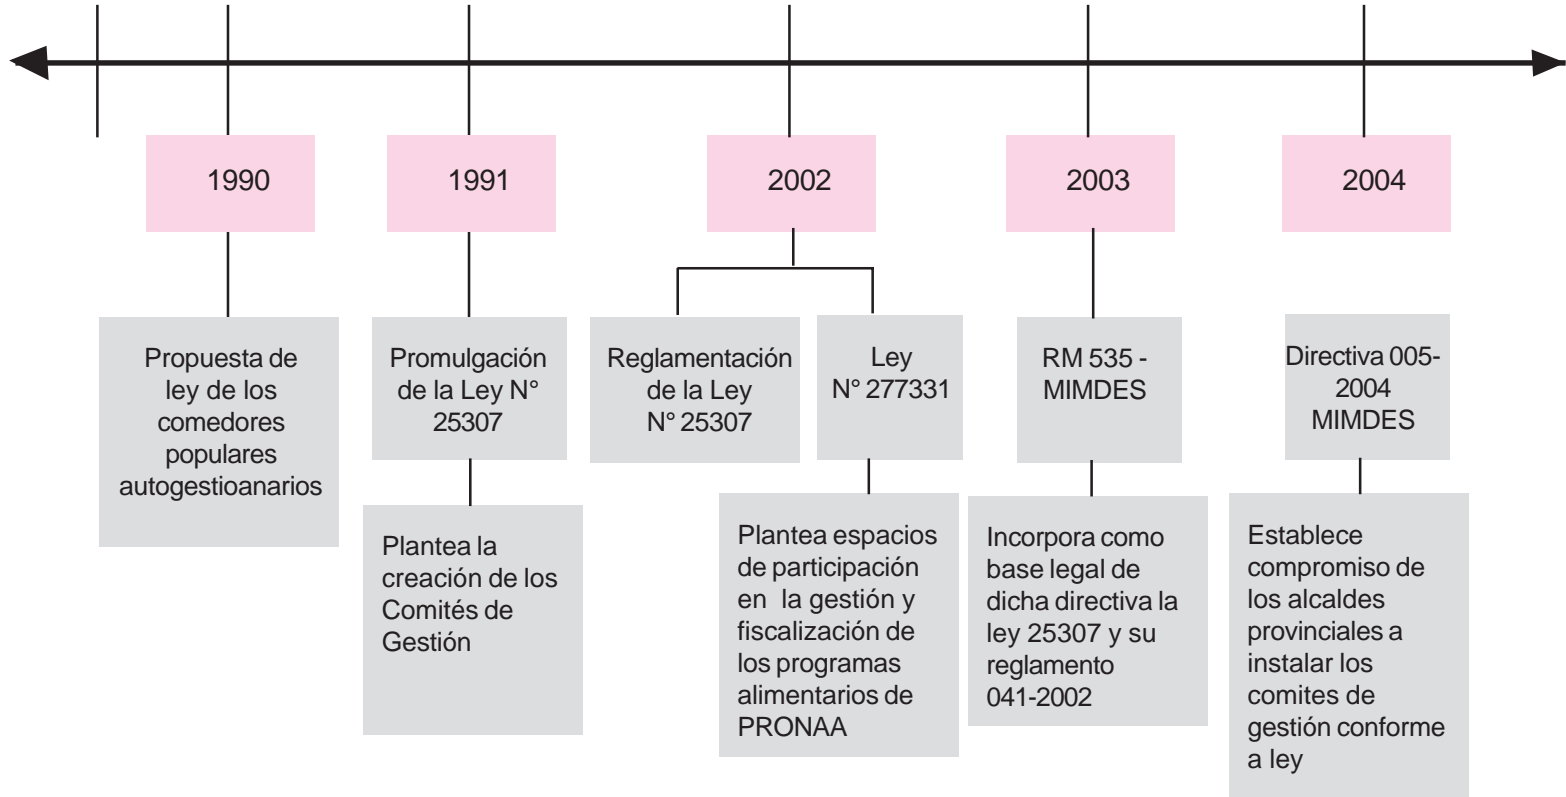 1990
1991
2002
2003
2004
Propuesta de
ley de los
comedores
populares
autogestioanarios
Promulgación
de la Ley N°
25307
Reglamentación
de la Ley
N° 25307
Ley
N° 277331
RM 535 -
MIMDES
Directiva 005-
2004
MIMDES
Plantea la
creación de los
Comités de
Gestión
Plantea espacios
de participación
en la gestión y
fiscalización de
los programas
alimentarios de
PRONAA
Incorpora como
base legal de
dicha directiva la
ley 25307 y su
reglamento
041-2002
Establece
compromiso de
los alcaldes
provinciales a
instalar los
comites de
gestión conforme
a ley